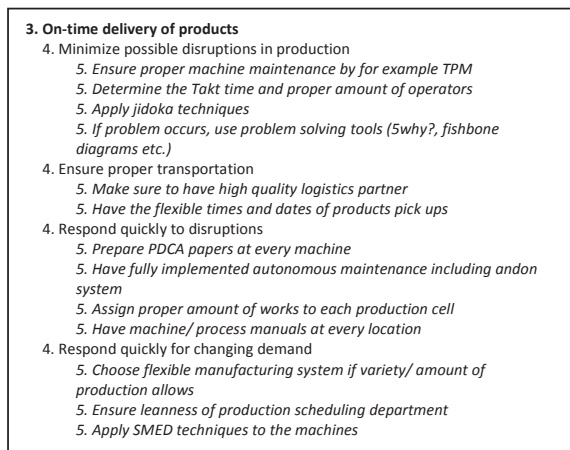 3. On-time delivery of products
4. Minimize possible disruptions in production
5. Ensure proper machine maintenance by for example TPM
5. Determine the Takt time and proper amount of operators
5. Apply jidoka techniques
5. If problem occurs, use problem solving tools (5why?, fishbone
diagrams etc.)
4. Ensure proper transportation
5. Make sure to have high quality logistics partner
5. Have the flexible times and dates of products pick ups
4. Respond quickly to disruptions
5. Prepare PDCA papers at every machine
5. Have fully implemented autonomous maintenance including andon
system
5. Assign proper amount of works to each production cell
5. Have machine/ process manuals at every location
4. Respond quickly for changing demand
5. Choose flexible manufacturing system if variety/ amount of
production allows
5. Ensure leanness of production scheduling department
5. Apply SMED techniques to the machines